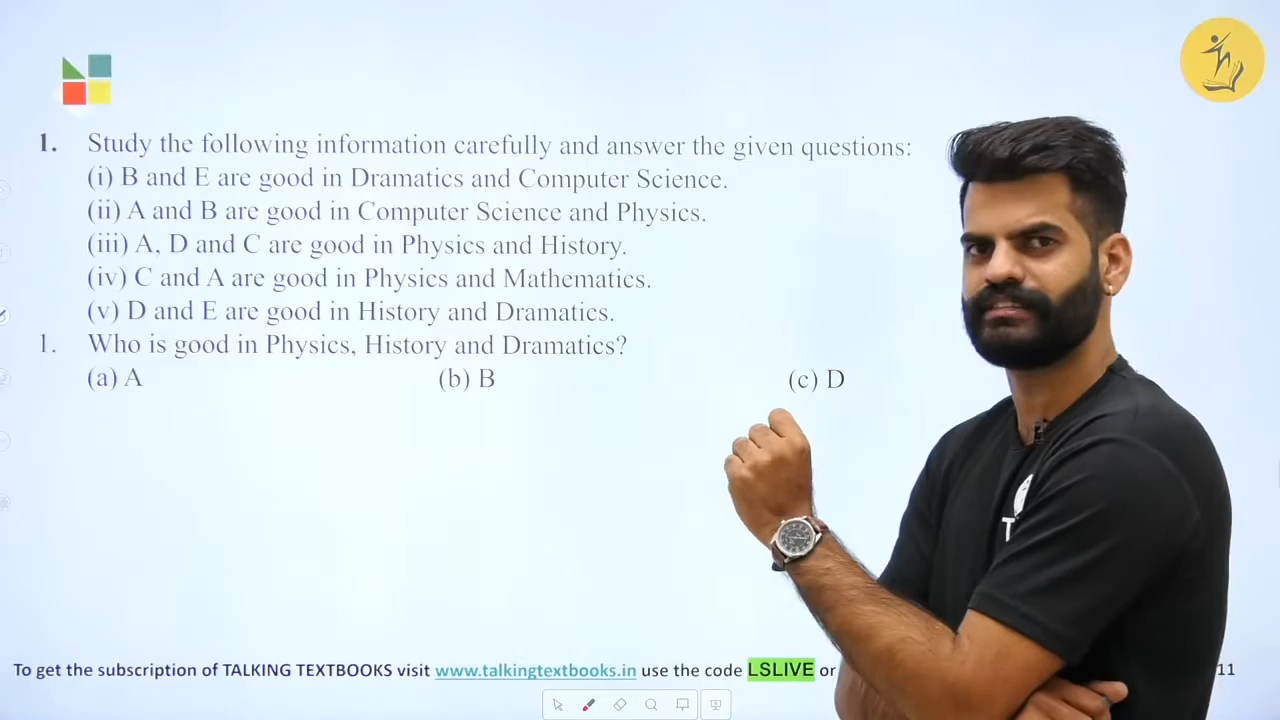 1. Study the following information carefully and answer the given questions:
(i) B and E are good in Dramatics and Computer Science.
(ii) A and B are good in Computer Science and Physics.
(iii) A, D and C are good in Physics and History.
(iv) C and A are good in Physics and Mathematics.
(v) D and E are good in History and Dramatics.
1. Who is good in Physics, History and Dramatics?
(a) A (b) B (c) D
To get the subscription of TALKING TEXTBOOKS visit www.talkingtextbooks.in use the code LSLIVE or 11